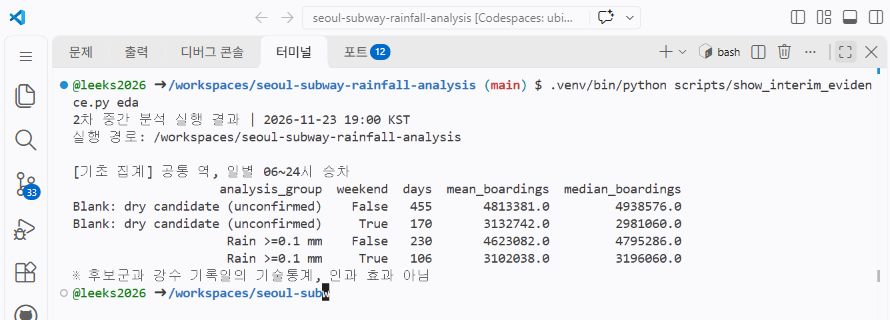 seoul-subway-rainfall-analysis [Codespaces: ubi…
문제 출력 디버그 콘솔 터미널 포트 12 bash
@leeks2026 ➜/workspaces/seoul-subway-rainfall-analysis (main) $ .venv/bin/python scripts/show_interim_eviden
ce.py eda
2차 중간 분석 실행 결과 | 2026-11-23 19:00 KST
실행 경로: /workspaces/seoul-subway-rainfall-analysis
[기초 집계] 공통 역, 일별 06~24시 승차
analysis_group weekend days mean_boardings median_boardings
Blank: dry candidate (unconfirmed) False 455 4813381.0 4938576.0
Blank: dry candidate (unconfirmed) True 170 3132742.0 2981060.0
Rain >=0.1 mm False 230 4623082.0 4795286.0
Rain >=0.1 mm True 106 3102038.0 3196060.0
※ 후보군과 강수 기록일의 기술통계, 인과 효과 아님
@leeks2026 ➜/workspaces/seoul-subw
33